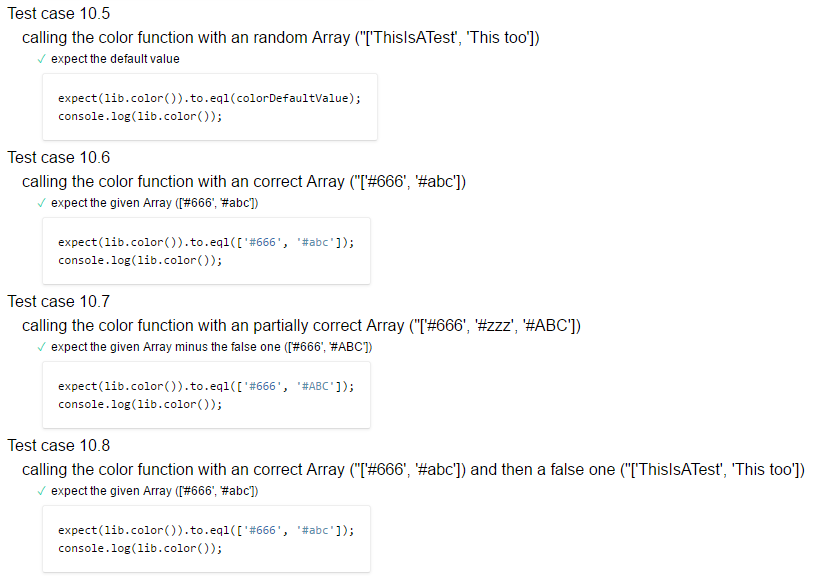 Test case 10.5
calling the color function with an random Array ("['ThisIsATest', 'This too'])
✓ expect the default value
expect(lib.color()).to.eql(colorDefaultValue);
console.log(lib.color());
Test case 10.6
calling the color function with an correct Array ("['#666', '#abc'])
✓ expect the given Array (['#666', '#abc'])
expect(lib.color()).to.eql(['#666', '#abc']);
console.log(lib.color());
Test case 10.7
calling the color function with an partially correct Array ("['#666', '#zzz', '#ABC'])
✓ expect the given Array minus the false one (['#666', '#ABC'])
expect(lib.color()).to.eql(['#666', '#ABC']);
console.log(lib.color());
Test case 10.8
calling the color function with an correct Array ("['#666', '#abc']) and then a false one ("['ThisIsATest', 'This too'])
✓ expect the given Array (['#666', '#abc'])
expect(lib.color()).to.eql(['#666', '#abc']);
console.log(lib.color());